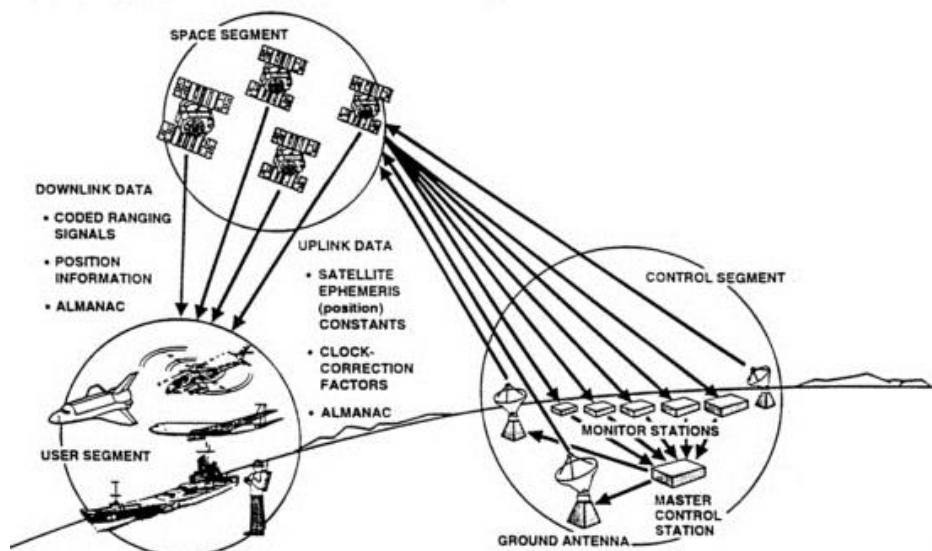 SPACE SEGMENT
DOWNLINK DATA
• CODED RANGING
SIGNALS
• POSITION
INFORMATION
• ALMANAC
UPLINK DATA
• SATELLITE
EPHEMERIS
(position)
CONSTANTS
• CLOCK-
CORRECTION
FACTORS
• ALMANAC
CONTROL SEGMENT
USER SEGMENT
MONITOR STATIONS
MASTER
CONTROL
STATION
GROUND ANTENNA